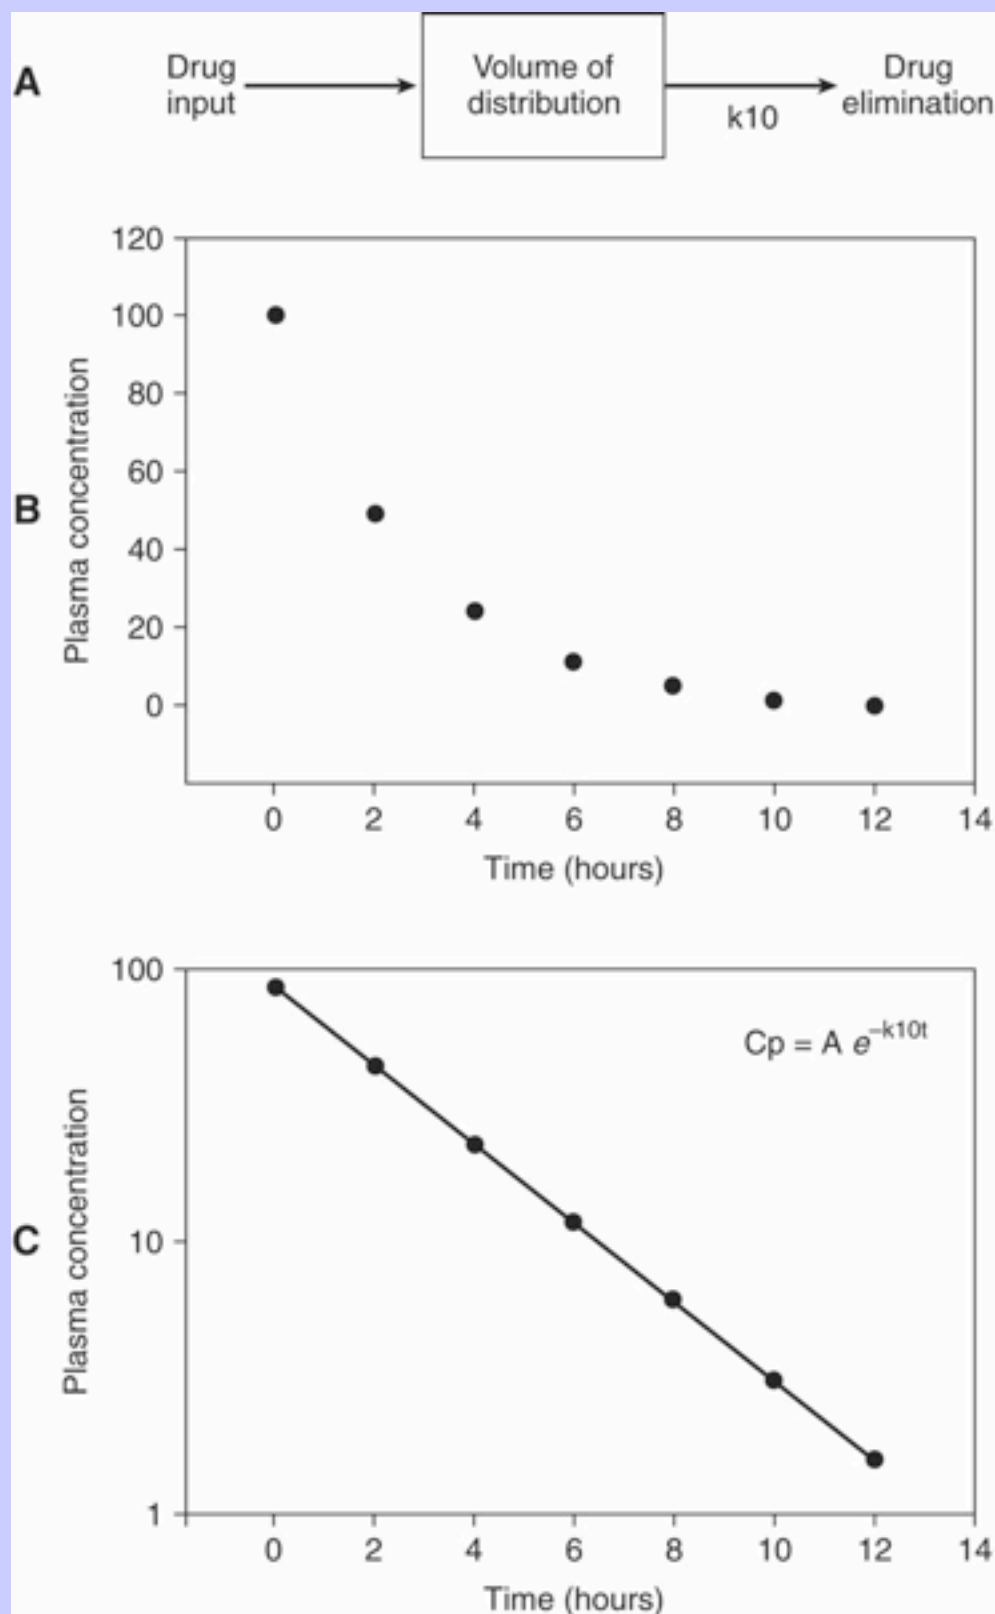 A
Drug
input
Volume of
distribution
k10
Drug
elimination
B
Plasma concentration
120
100
80
60
40
20
0
0 2 4 6 8 10 12 14
Time (hours)
C
Plasma concentration
100
10
1
Cp = A e^–k10t
0 2 4 6 8 10 12 14
Time (hours)